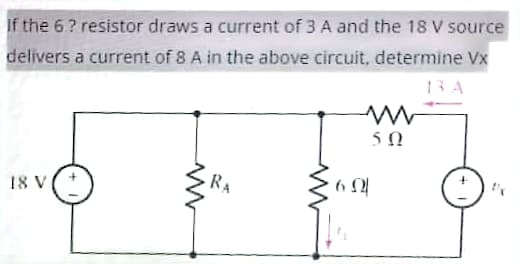 If the 6 ? resistor draws a current of 3 A and the 18 V source
delivers a current of 8 A in the above circuit, determine Vx
13 A
5 Ω
18 V
+
R_A
6 Ω
+
v_x
i_1